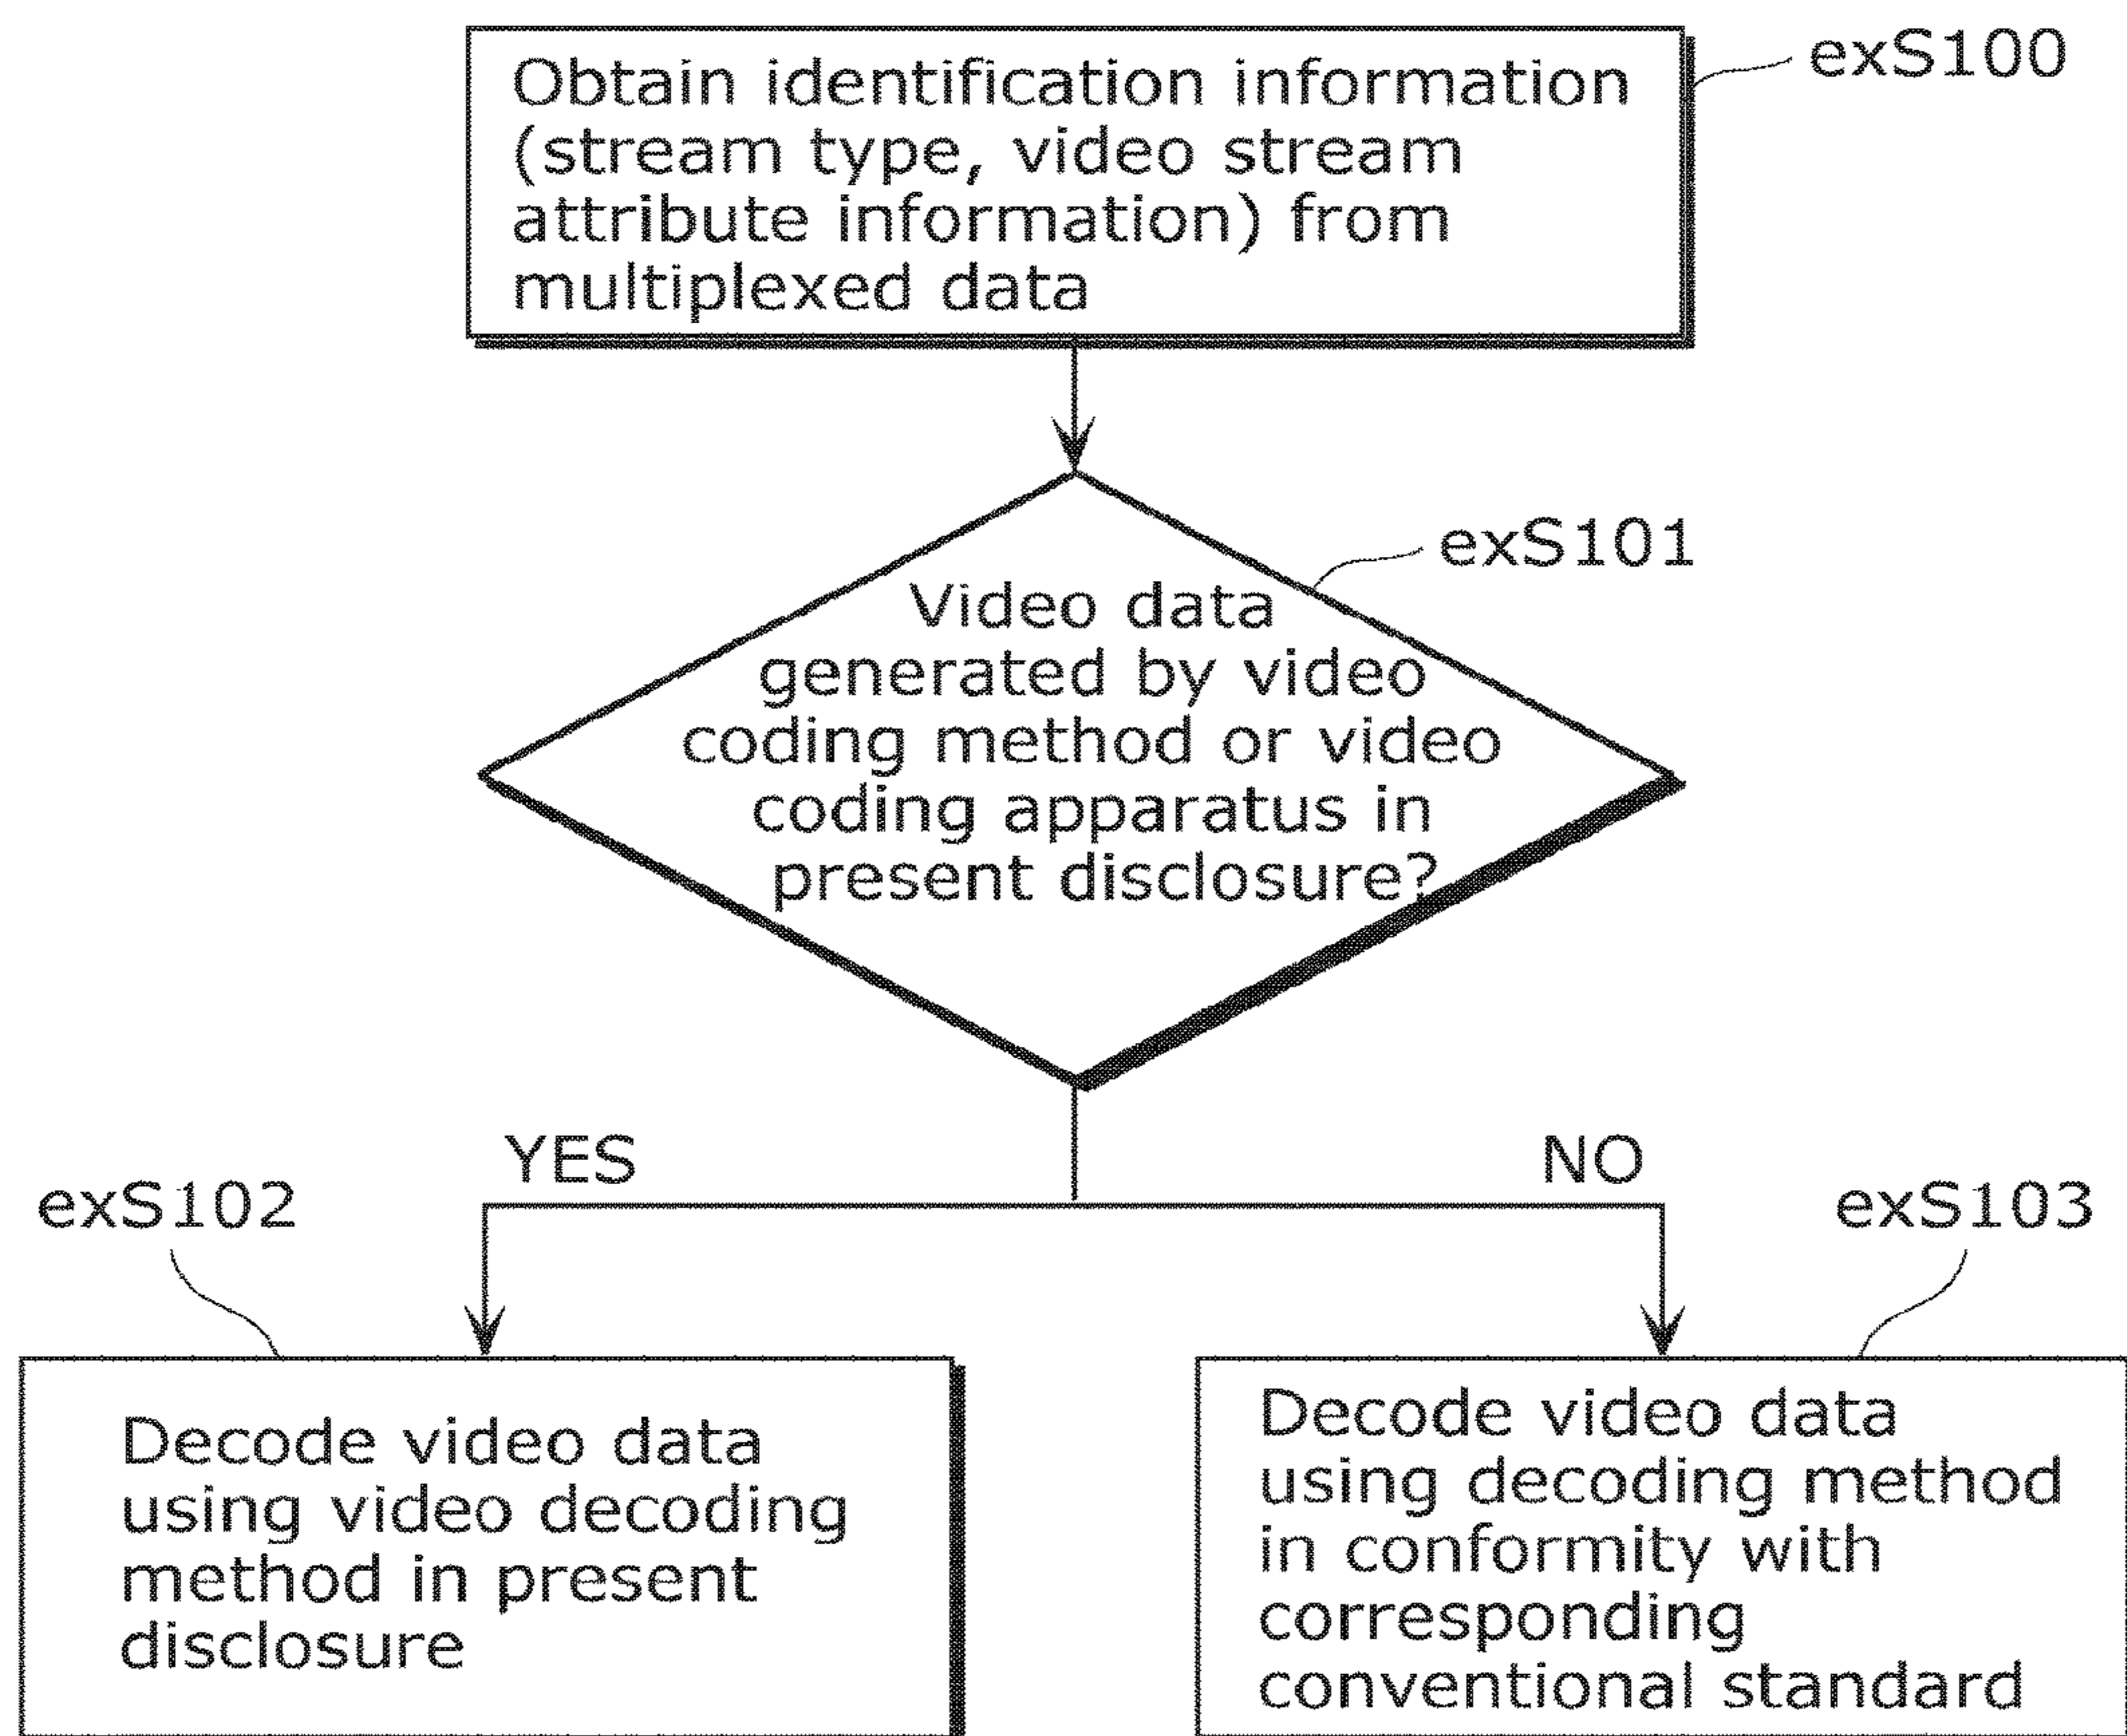 exS100
Obtain identification information
(stream type, video stream
attribute information) from
multiplexed data
exS101
Video data
generated by video
coding method or video
coding apparatus in
present disclosure?
YES
NO
exS102
exS103
Decode video data
using video decoding
method in present
disclosure
Decode video data
using decoding method
in conformity with
corresponding
conventional standard